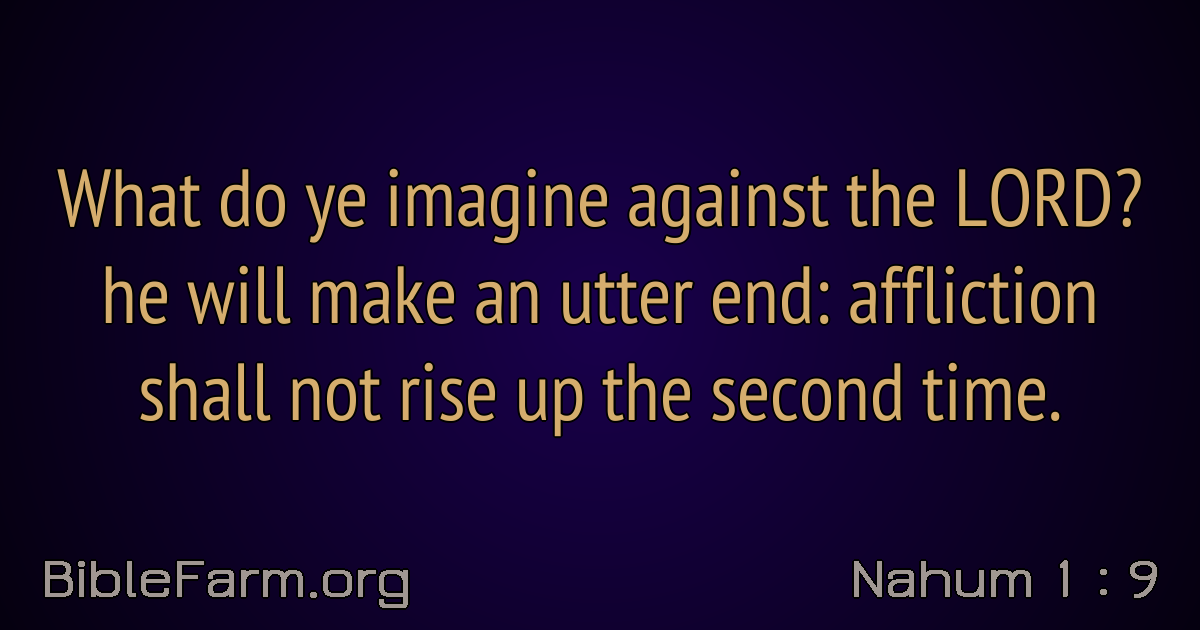 What do ye imagine against the LORD?
he will make an utter end: affliction
shall not rise up the second time.
BibleFarm.org
Nahum 1 : 9